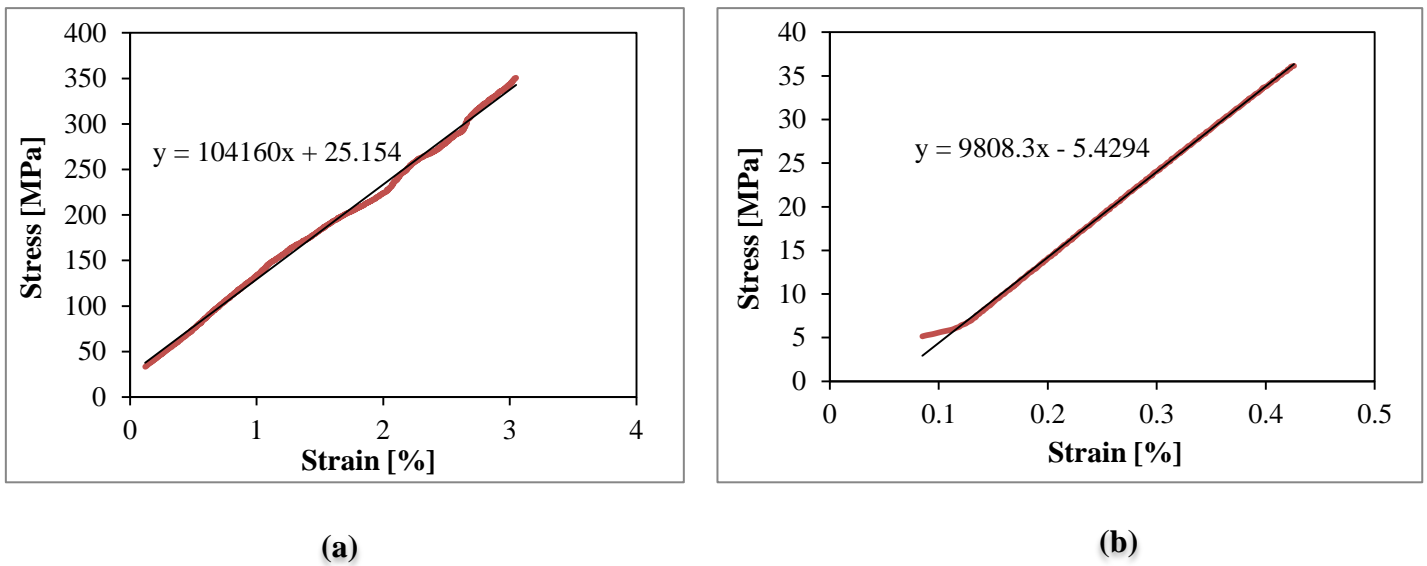 400
350
300
250
200
150
100
50
0
Stress [MPa]
y = 104160x + 25.154
0 1 2 3 4
Strain [%]
(a)
40
35
30
25
20
15
10
5
0
Stress [MPa]
y = 9808.3x - 5.4294
0 0.1 0.2 0.3 0.4 0.5
Strain [%]
(b)